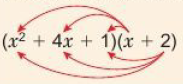 (x² + 4x + 1)(x + 2)